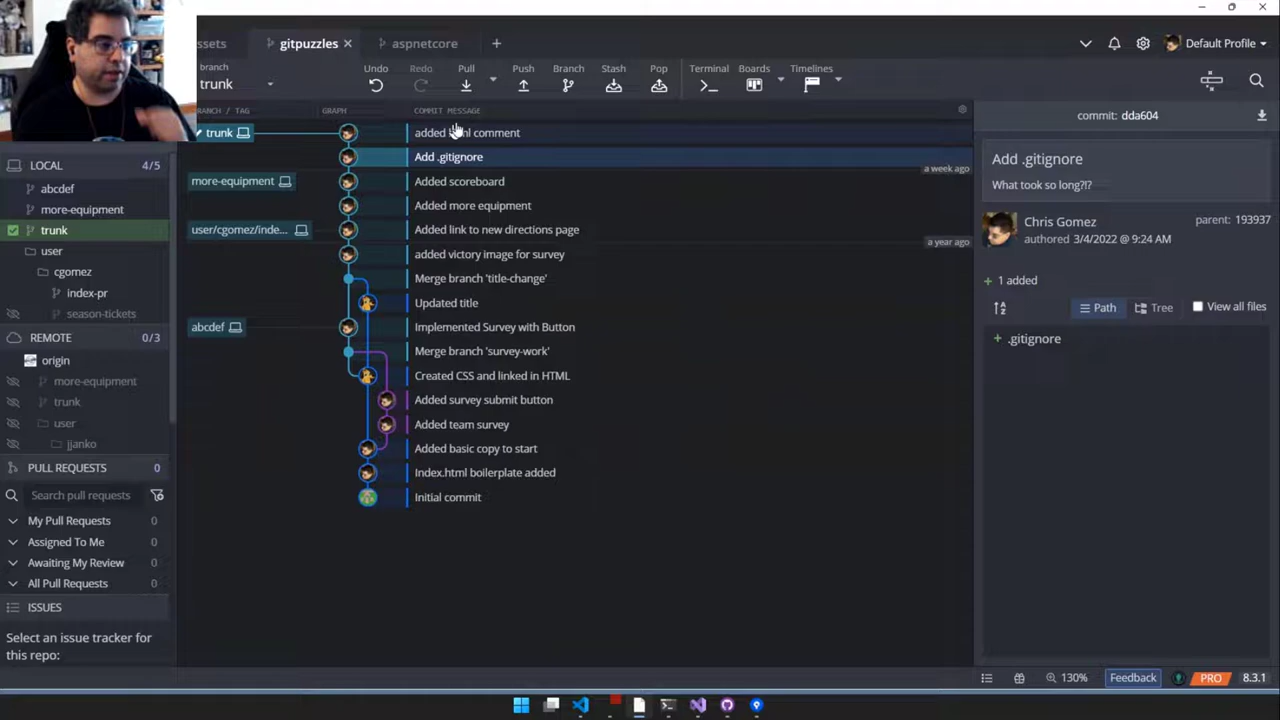 ssets
gitpuzzles
aspnetcore
Default Profile
branch
trunk
Undo
Redo
Pull
Push
Branch
Stash
Pop
Terminal
Boards
Timelines
BRANCH / TAG
GRAPH
COMMIT MESSAGE
commit: dda604
trunk
added html comment
Add .gitignore
a week ago
more-equipment
Added scoreboard
Added more equipment
user/cgomez/inde...
Added link to new directions page
a year ago
added victory image for survey
Merge branch 'title-change'
Updated title
abcdef
Implemented Survey with Button
Merge branch 'survey-work'
Created CSS and linked in HTML
Added survey submit button
Added team survey
Added basic copy to start
Index.html boilerplate added
Initial commit
LOCAL 4/5
abcdef
more-equipment
trunk
user
cgomez
index-pr
season-tickets
REMOTE 0/3
origin
more-equipment
trunk
user
jjanko
PULL REQUESTS 0
Search pull requests
My Pull Requests 0
Assigned To Me 0
Awaiting My Review 0
All Pull Requests 0
ISSUES
Select an issue tracker for
this repo:
Add .gitignore
What took so long?!?
Chris Gomez
authored 3/4/2022 @ 9:24 AM
parent: 193937
1 added
Path
Tree
View all files
.gitignore
130%
Feedback
PRO
8.3.1